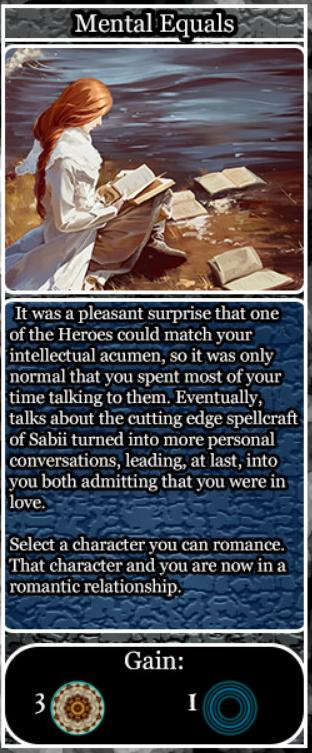 Mental Equals
It was a pleasant surprise that one
of the Heroes could match your
intellectual acumen, so it was only
normal that you spent most of your
time talking to them. Eventually,
talks about the cutting edge spellcraft
of Sabii turned into more personal
conversations, leading, at last, into
you both admitting that you were in
love.
Select a character you can romance.
That character and you are now in a
romantic relationship.
Gain:
3 1